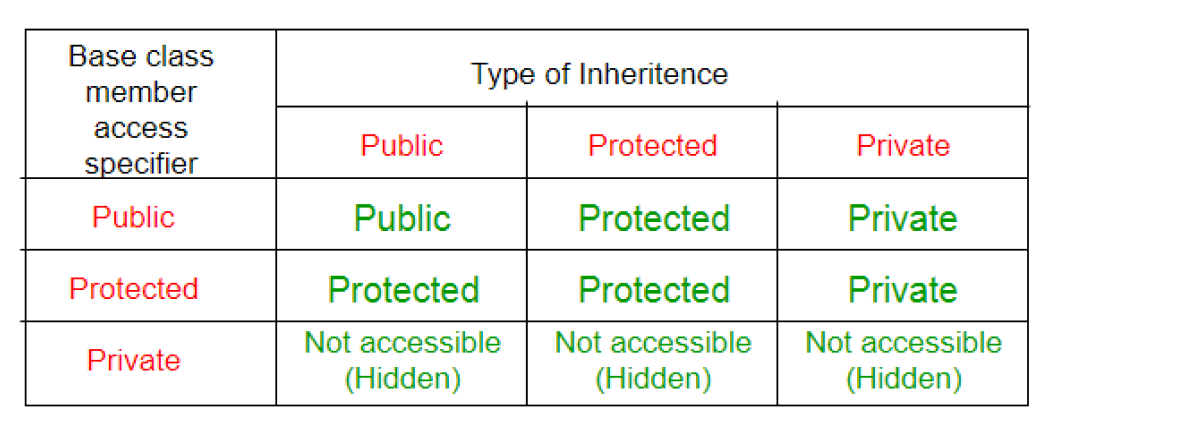 Base class
member
access
specifier
Type of Inheritence
Public Protected Private
Public Public Protected Private
Protected Protected Protected Private
Private Not accessible (Hidden) Not accessible (Hidden) Not accessible (Hidden)